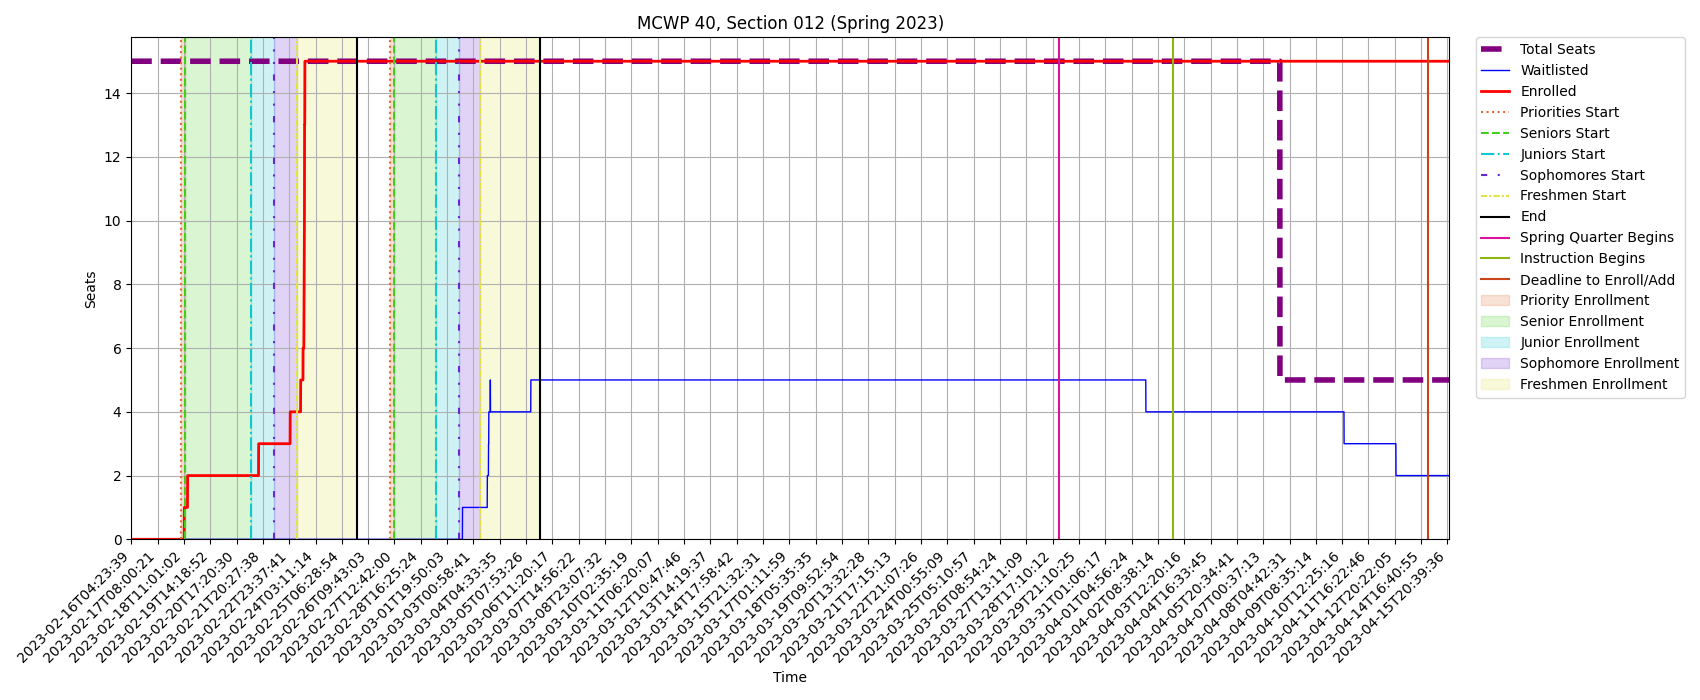 MCWP 40, Section 012 (Spring 2023)
Seats
14
12
10
8
6
4
2
0
2023-02-16T04:23:39
2023-02-17T08:00:21
2023-02-18T11:01:02
2023-02-19T14:18:52
2023-02-20T17:20:30
2023-02-21T20:27:38
2023-02-22T23:37:41
2023-02-24T03:11:14
2023-02-25T06:28:54
2023-02-26T09:43:03
2023-02-27T12:42:00
2023-02-28T16:25:24
2023-03-01T19:50:03
2023-03-03T00:58:41
2023-03-04T04:33:35
2023-03-05T07:53:26
2023-03-06T11:20:17
2023-03-07T14:56:22
2023-03-08T23:07:32
2023-03-10T02:35:19
2023-03-11T06:20:07
2023-03-12T10:47:46
2023-03-13T14:19:37
2023-03-14T17:58:42
2023-03-15T21:32:31
2023-03-17T01:11:59
2023-03-18T05:35:35
2023-03-19T09:52:54
2023-03-20T13:32:28
2023-03-21T17:15:13
2023-03-22T21:07:26
2023-03-24T00:55:09
2023-03-25T05:10:57
2023-03-26T08:54:24
2023-03-27T13:11:09
2023-03-28T17:10:12
2023-03-29T21:10:25
2023-03-31T01:06:17
2023-04-01T04:56:24
2023-04-02T08:38:14
2023-04-03T12:20:16
2023-04-04T16:33:45
2023-04-05T20:34:41
2023-04-07T00:37:13
2023-04-08T04:42:31
2023-04-09T08:35:14
2023-04-10T12:25:16
2023-04-11T16:22:46
2023-04-12T20:22:05
2023-04-14T16:40:55
2023-04-15T20:39:36
Time
Total Seats
Waitlisted
Enrolled
Priorities Start
Seniors Start
Juniors Start
Sophomores Start
Freshmen Start
End
Spring Quarter Begins
Instruction Begins
Deadline to Enroll/Add
Priority Enrollment
Senior Enrollment
Junior Enrollment
Sophomore Enrollment
Freshmen Enrollment